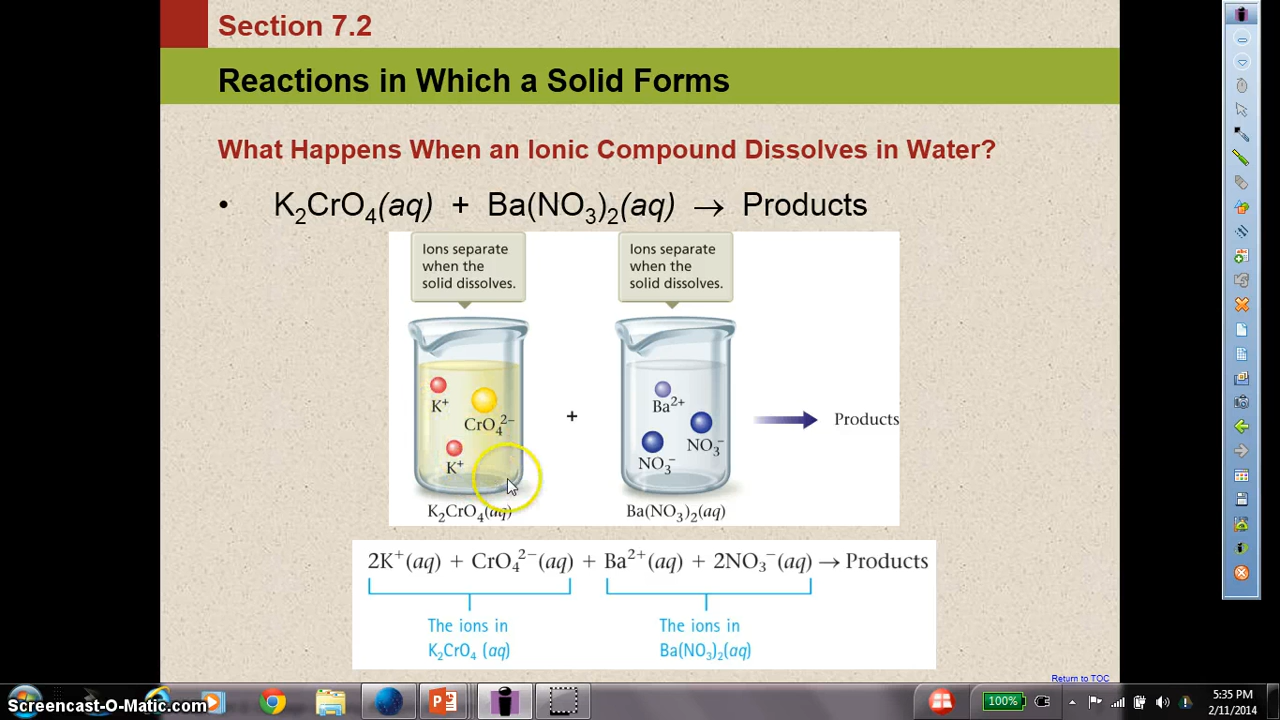 Section 7.2
Reactions in Which a Solid Forms
What Happens When an Ionic Compound Dissolves in Water?
• K₂CrO₄(aq) + Ba(NO₃)₂(aq) → Products
Ions separate
when the
solid dissolves.
Ions separate
when the
solid dissolves.
K⁺
CrO₄²⁻
K⁺
K₂CrO₄(aq)
+
Ba²⁺
NO₃⁻
NO₃⁻
Ba(NO₃)₂(aq)
Products
2K⁺(aq) + CrO₄²⁻(aq) + Ba²⁺(aq) + 2NO₃⁻(aq) → Products
The ions in
K₂CrO₄ (aq)
The ions in
Ba(NO₃)₂(aq)
Return to TOC
Screencast-O-Matic.com
100%
5:35 PM
2/11/2014